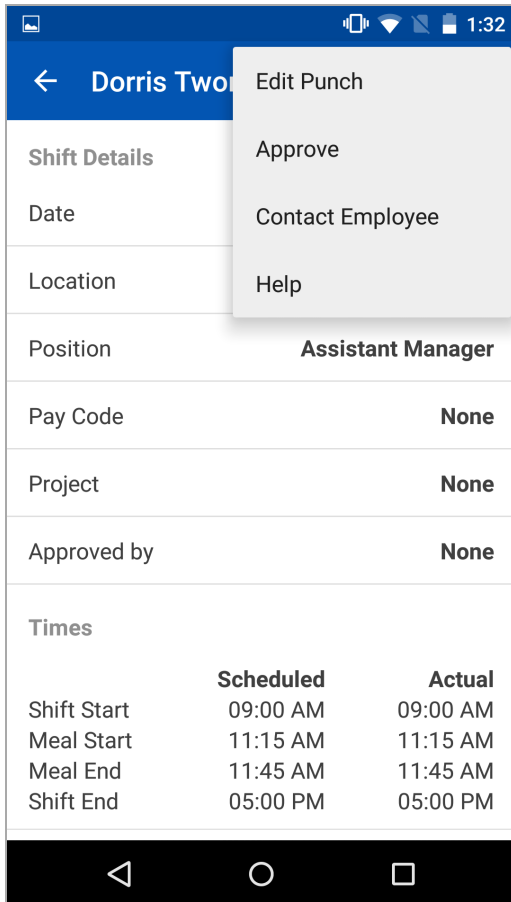 1:32
Dorris Twor
Edit Punch
Approve
Contact Employee
Help
Shift Details
Date
Location
Position Assistant Manager
Pay Code None
Project None
Approved by None
Times
Scheduled Actual
Shift Start 09:00 AM 09:00 AM
Meal Start 11:15 AM 11:15 AM
Meal End 11:45 AM 11:45 AM
Shift End 05:00 PM 05:00 PM